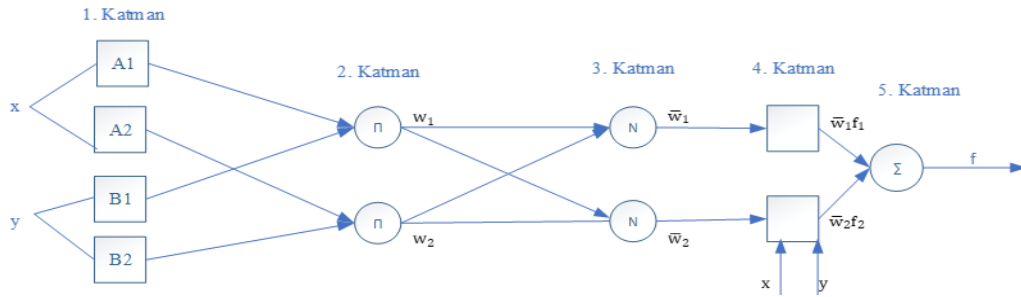 1. Katman
2. Katman
3. Katman
4. Katman
5. Katman
x
y
A1
A2
B1
B2
Π
Π
w₁
w₂
N
N
w̅₁
w̅₂
w̅₁f₁
w̅₂f₂
Σ
f
x
y